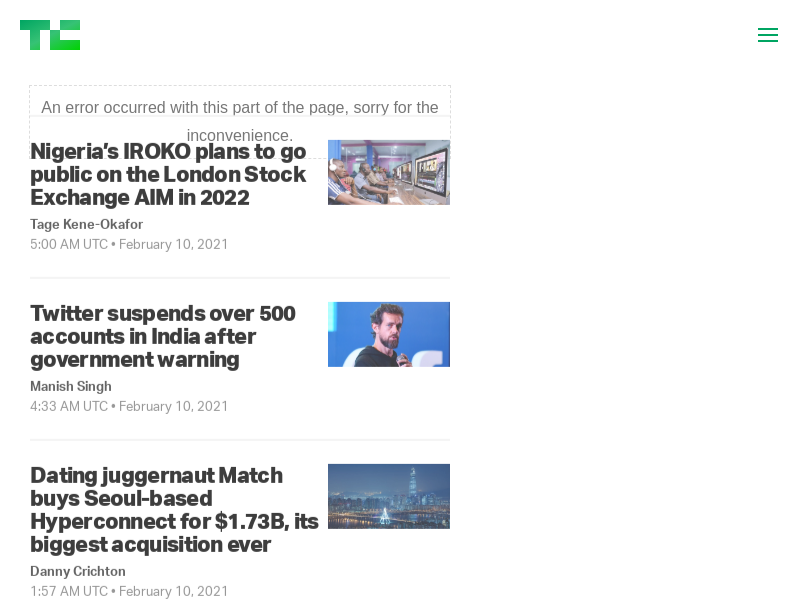 TC
An error occurred with this part of the page, sorry for the
inconvenience.
Nigeria's IROKO plans to go
public on the London Stock
Exchange AIM in 2022
Tage Kene-Okafor
5:00 AM UTC • February 10, 2021
Twitter suspends over 500
accounts in India after
government warning
Manish Singh
4:33 AM UTC • February 10, 2021
Dating juggernaut Match
buys Seoul-based
Hyperconnect for $1.73B, its
biggest acquisition ever
Danny Crichton
1:57 AM UTC • February 10, 2021